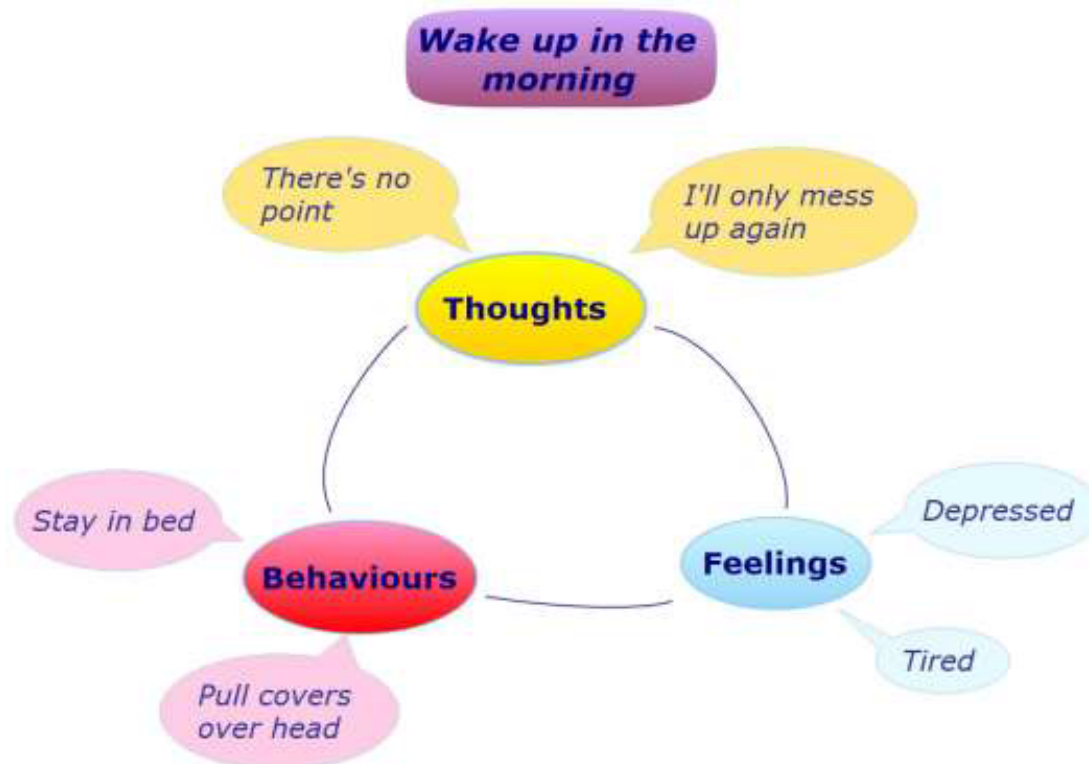 Wake up in the
morning
There's no
point
I'll only mess
up again
Thoughts
Stay in bed
Depressed
Behaviours
Feelings
Tired
Pull covers
over head